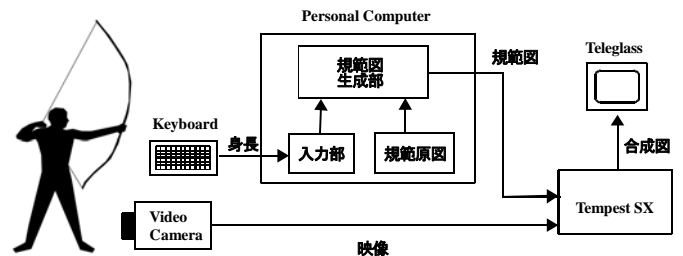 Personal Computer
規範図
生成部
規範図
Teleglass
Keyboard
身長
入力部
規範原図
合成図
Video
Camera
Tempest SX
映像